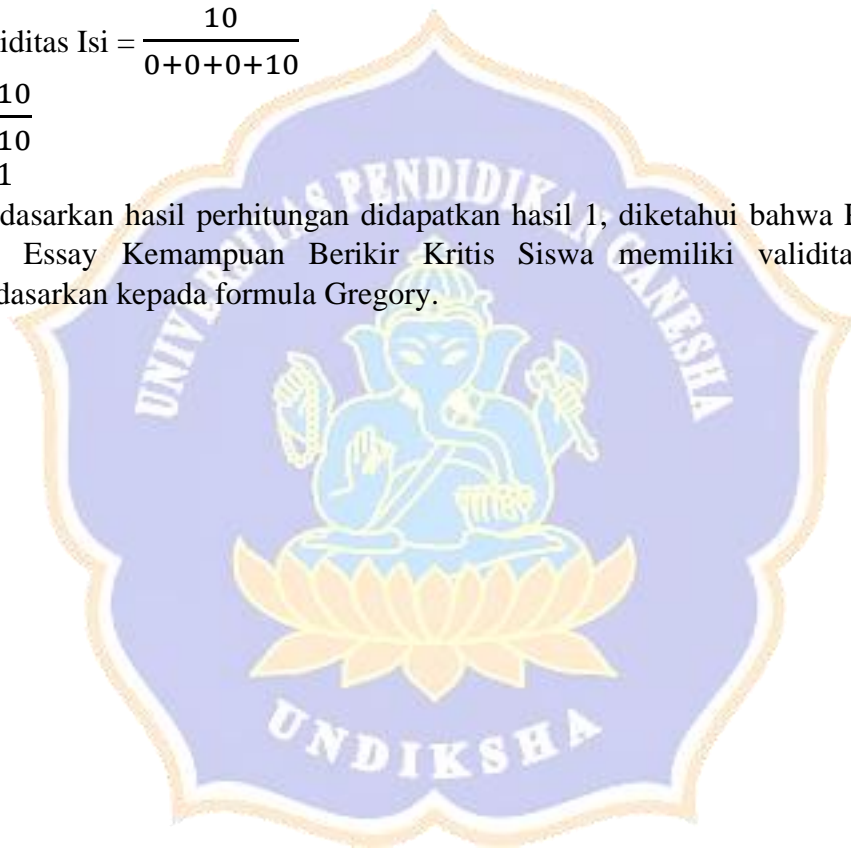 iditas Isi = 10 / 0+0+0+10
10 / 10
1
dasarkan hasil perhitungan didapatkan hasil 1, diketahui bahwa
Essay Kemampuan Berikir Kritis Siswa memiliki validita
dasarkan kepada formula Gregory.
UNIVERSITAS PENDIDIKAN GANESHA
UNDIKSHA